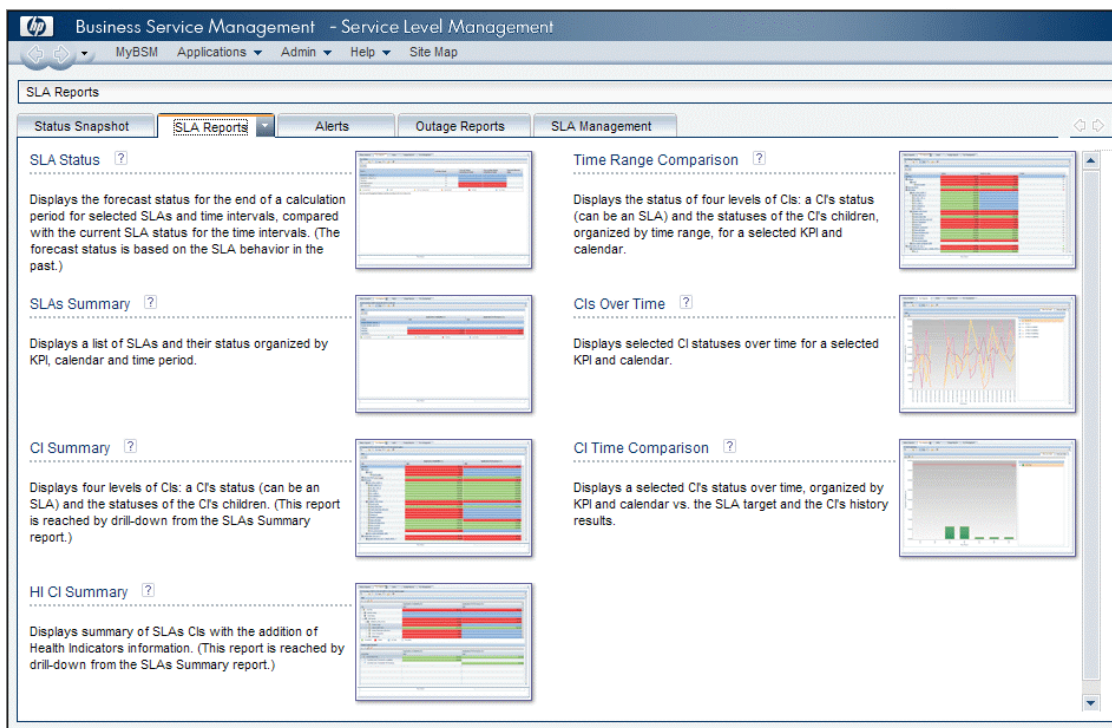 hp Business Service Management - Service Level Management
MyBSM Applications Admin Help Site Map
SLA Reports
Status Snapshot SLA Reports Alerts Outage Reports SLA Management
SLA Status ?
Displays the forecast status for the end of a calculation
period for selected SLAs and time intervals, compared
with the current SLA status for the time intervals. (The
forecast status is based on the SLA behavior in the
past.)
Time Range Comparison ?
Displays the status of four levels of CIs: a CI's status
(can be an SLA) and the statuses of the CI's children,
organized by time range, for a selected KPI and
calendar.
SLAs Summary ?
Displays a list of SLAs and their status organized by
KPI, calendar and time period.
CIs Over Time ?
Displays selected CI statuses over time for a selected
KPI and calendar.
CI Summary ?
Displays four levels of CIs: a CI's status (can be an
SLA) and the statuses of the CI's children. (This report
is reached by drill-down from the SLAs Summary
report.)
CI Time Comparison ?
Displays a selected CI's status over time, organized by
KPI and calendar vs. the SLA target and the CI's history
results.
HI CI Summary ?
Displays summary of SLAs CIs with the addition of
Health Indicators information. (This report is reached by
drill-down from the SLAs Summary report.)